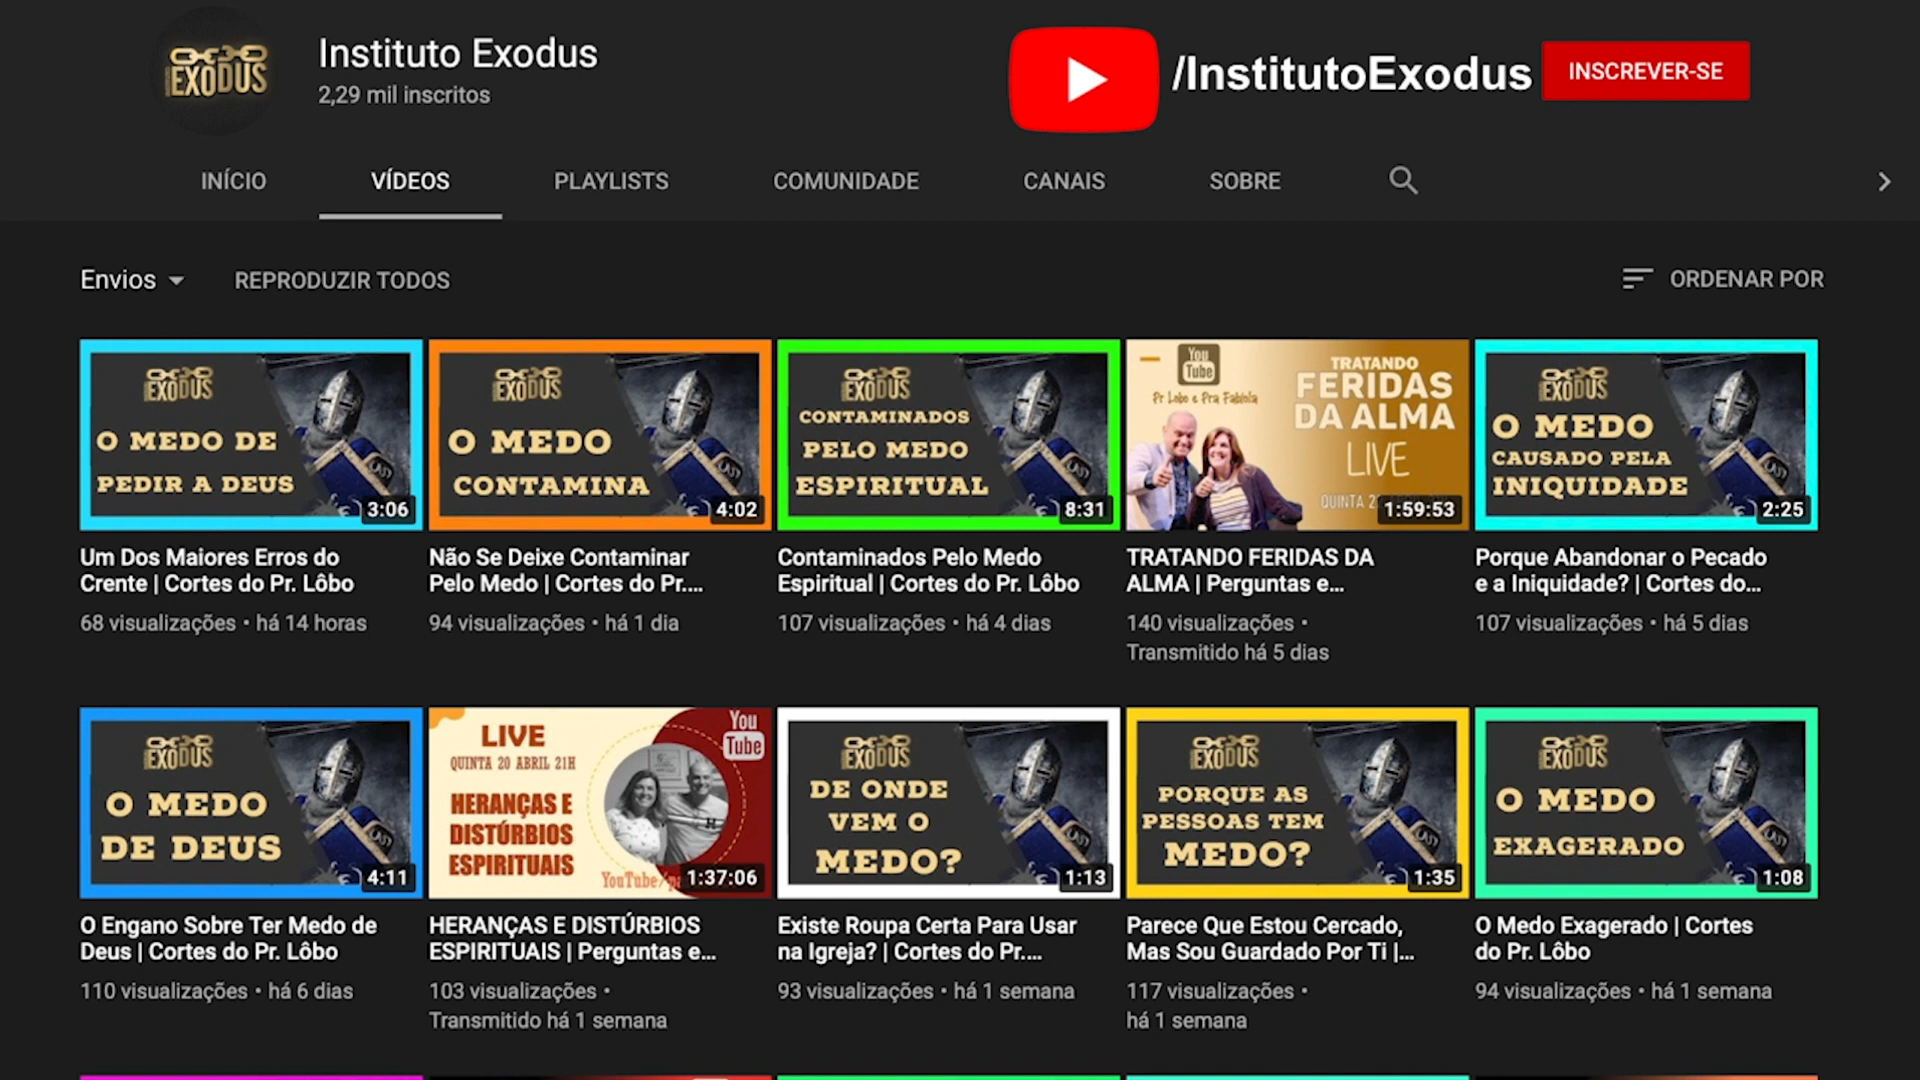 EXODUS
Instituto Exodus
2,29 mil inscritos
/InstitutoExodus
INSCREVER-SE
INÍCIO
VÍDEOS
PLAYLISTS
COMUNIDADE
CANAIS
SOBRE
Envios
REPRODUZIR TODOS
ORDENAR POR
EXODUS
O MEDO DE
PEDIR A DEUS
3:06
EXODUS
O MEDO
CONTAMINA
4:02
EXODUS
CONTAMINADOS
PELO MEDO
ESPIRITUAL
8:31
You
Tube
Pr Lobo e Pra Fabíola
TRATANDO
FERIDAS
DA ALMA
LIVE
QUINTA
1:59:53
EXODUS
O MEDO
CAUSADO PELA
INIQUIDADE
2:25
Um Dos Maiores Erros do
Crente | Cortes do Pr. Lôbo
68 visualizações • há 14 horas
Não Se Deixe Contaminar
Pelo Medo | Cortes do Pr....
94 visualizações • há 1 dia
Contaminados Pelo Medo
Espiritual | Cortes do Pr. Lôbo
107 visualizações • há 4 dias
TRATANDO FERIDAS DA
ALMA | Perguntas e...
140 visualizações •
Transmitido há 5 dias
Porque Abandonar o Pecado
e a Iniquidade? | Cortes do...
107 visualizações • há 5 dias
EXODUS
O MEDO
DE DEUS
4:11
LIVE
QUINTA 20 ABRIL 21H
HERANÇAS E
DISTÚRBIOS
ESPIRITUAIS
You
Tube
YouTube/p
1:37:06
EXODUS
DE ONDE
VEM O
MEDO?
1:13
EXODUS
PORQUE AS
PESSOAS TEM
MEDO?
1:35
EXODUS
O MEDO
EXAGERADO
1:08
O Engano Sobre Ter Medo de
Deus | Cortes do Pr. Lôbo
110 visualizações • há 6 dias
HERANÇAS E DISTÚRBIOS
ESPIRITUAIS | Perguntas e...
103 visualizações •
Transmitido há 1 semana
Existe Roupa Certa Para Usar
na Igreja? | Cortes do Pr....
93 visualizações • há 1 semana
Parece Que Estou Cercado,
Mas Sou Guardado Por Ti |...
117 visualizações •
há 1 semana
O Medo Exagerado | Cortes
do Pr. Lôbo
94 visualizações • há 1 semana